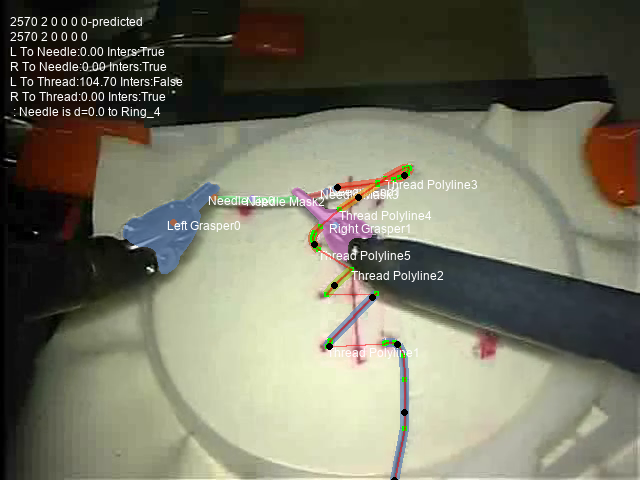 2570 2 0 0 0 0-predicted
2570 2 0 0 0 0
L To Needle:0.00 Inters:True
R To Needle:0.00 Inters:True
L To Thread:104.70 Inters:False
R To Thread:0.00 Inters:True
: Needle is d=0.0 to Ring_4
Thread Polyline3
Needle Mask2
Thread Polyline4
Left Grasper0
Right Grasper1
Thread Polyline5
Thread Polyline2
Thread Polyline1